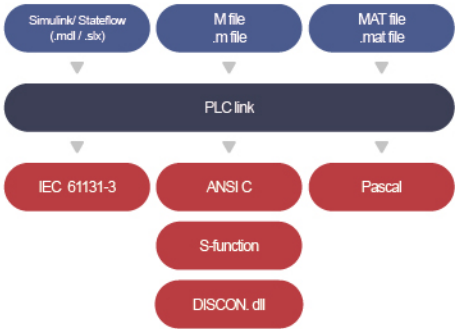 Simulink/ Stateflow
(.mdl / .slx)
M file
.m file
MAT file
.mat file
PLC link
IEC 61131-3
ANSI C
Pascal
S-function
DISCON. dll